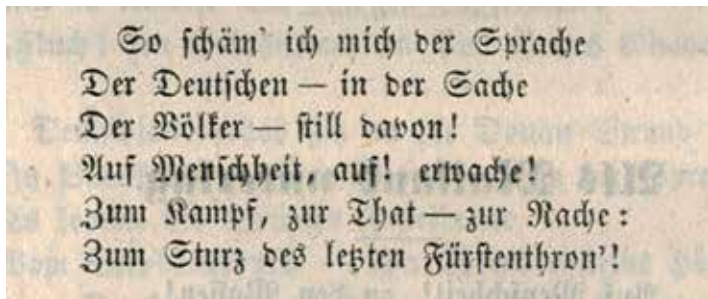 So schäm' ich mich der Sprache
Der Deutschen — in der Sache
Der Völker — still davon!
Auf Menschheit, auf! erwache!
Zum Kampf, zur That — zur Rache:
Zum Sturz des letzten Fürstenthron'!